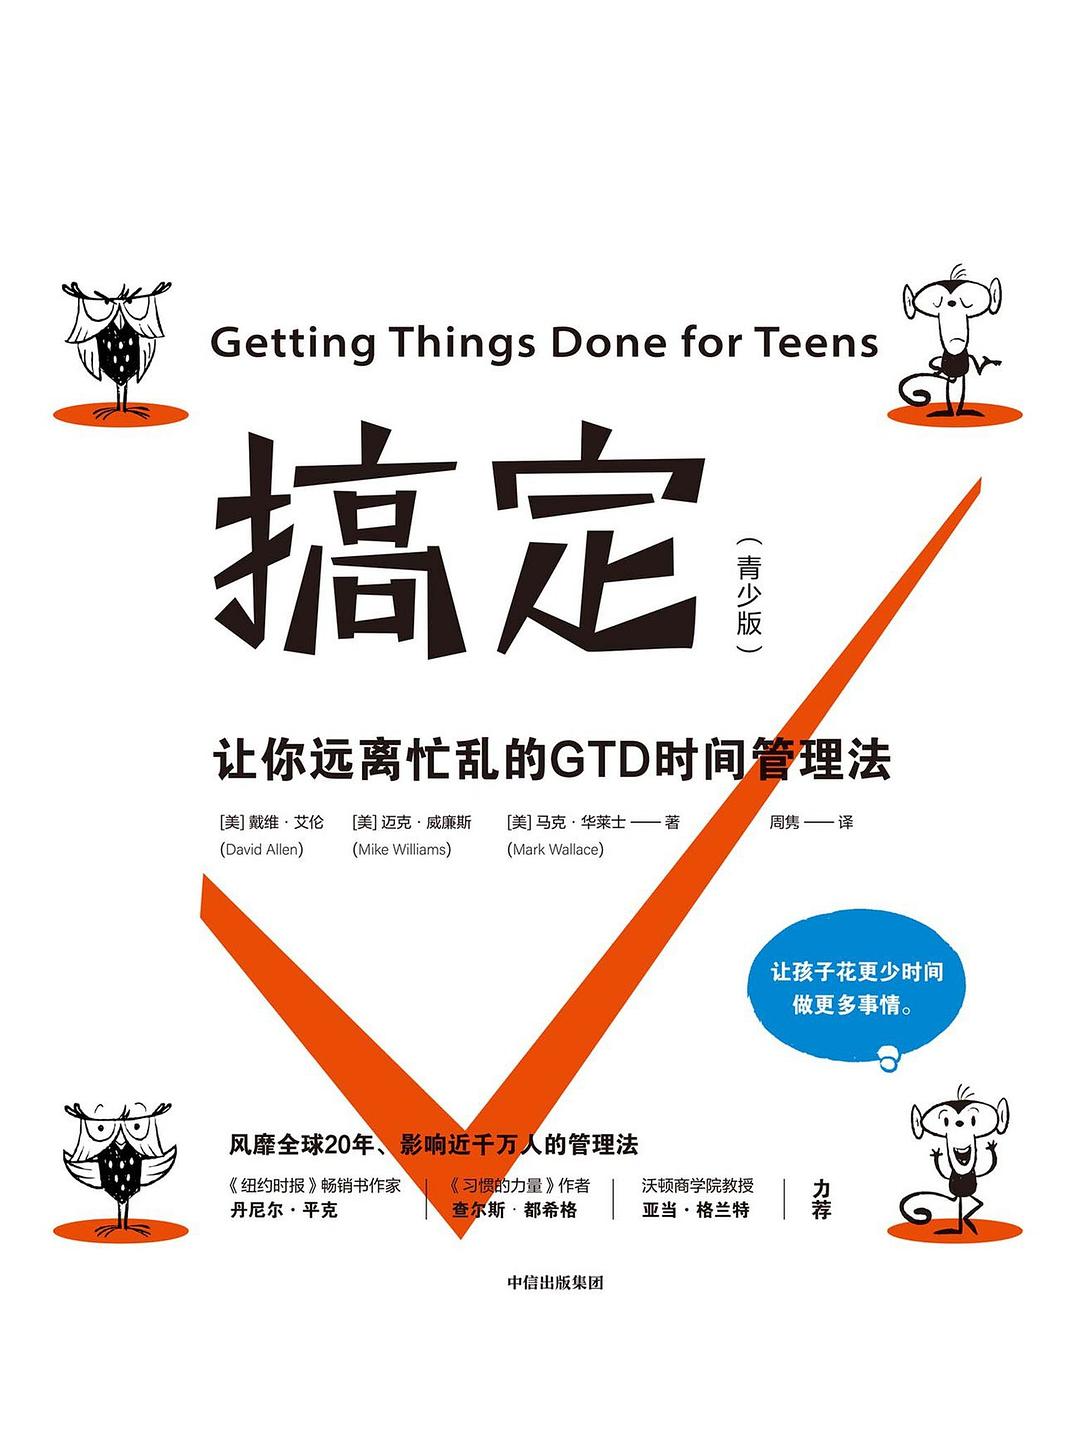 Getting Things Done for Teens
搞定
（青少版）
让你远离忙乱的GTD时间管理法
[美] 戴维·艾伦 [美] 迈克·威廉斯 [美] 马克·华莱士 —— 著 周隽 —— 译
(David Allen) (Mike Williams) (Mark Wallace)
让孩子花更少时间
做更多事情。
风靡全球20年、影响近千万人的管理法
《纽约时报》畅销书作家 《习惯的力量》作者 沃顿商学院教授
丹尼尔·平克 查尔斯·都希格 亚当·格兰特
力荐
中信出版集团